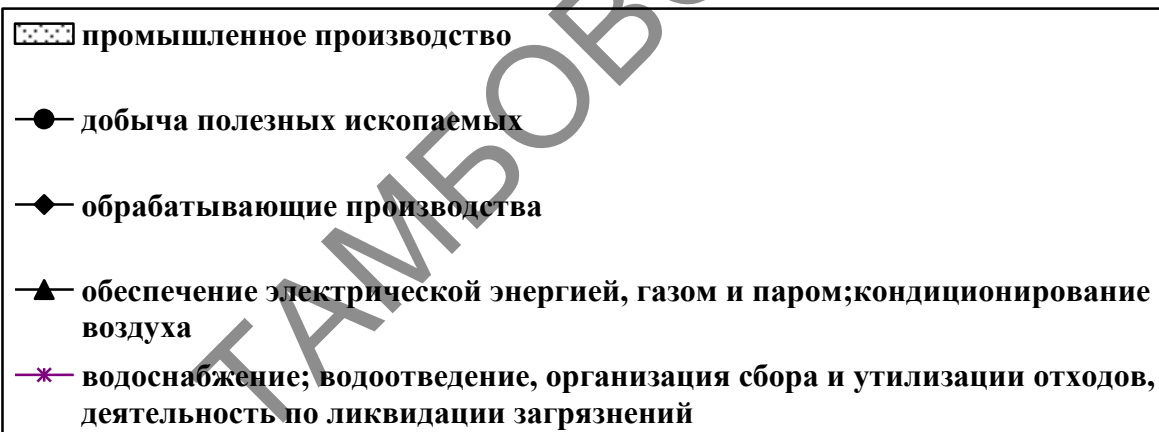 промышленное производство
добыча полезных ископаемых
обрабатывающие производства
обеспечение электрической энергией, газом и паром;кондиционирование
воздуха
водоснабжение; водоотведение, организация сбора и утилизации отходов,
деятельность по ликвидации загрязнений
ТАМБОВ